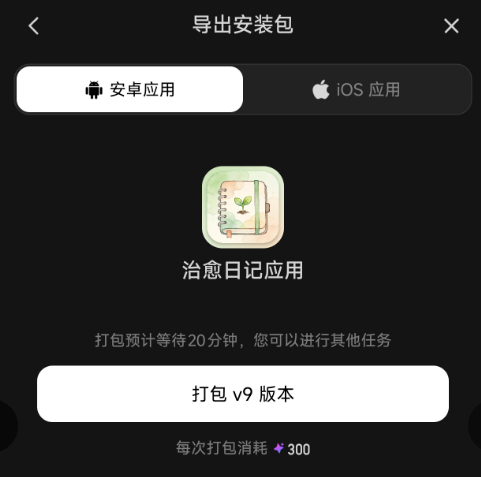 导出安装包
安卓应用
iOS 应用
治愈日记应用
打包预计等待20分钟，您可以进行其他任务
打包 v9 版本
每次打包消耗 300